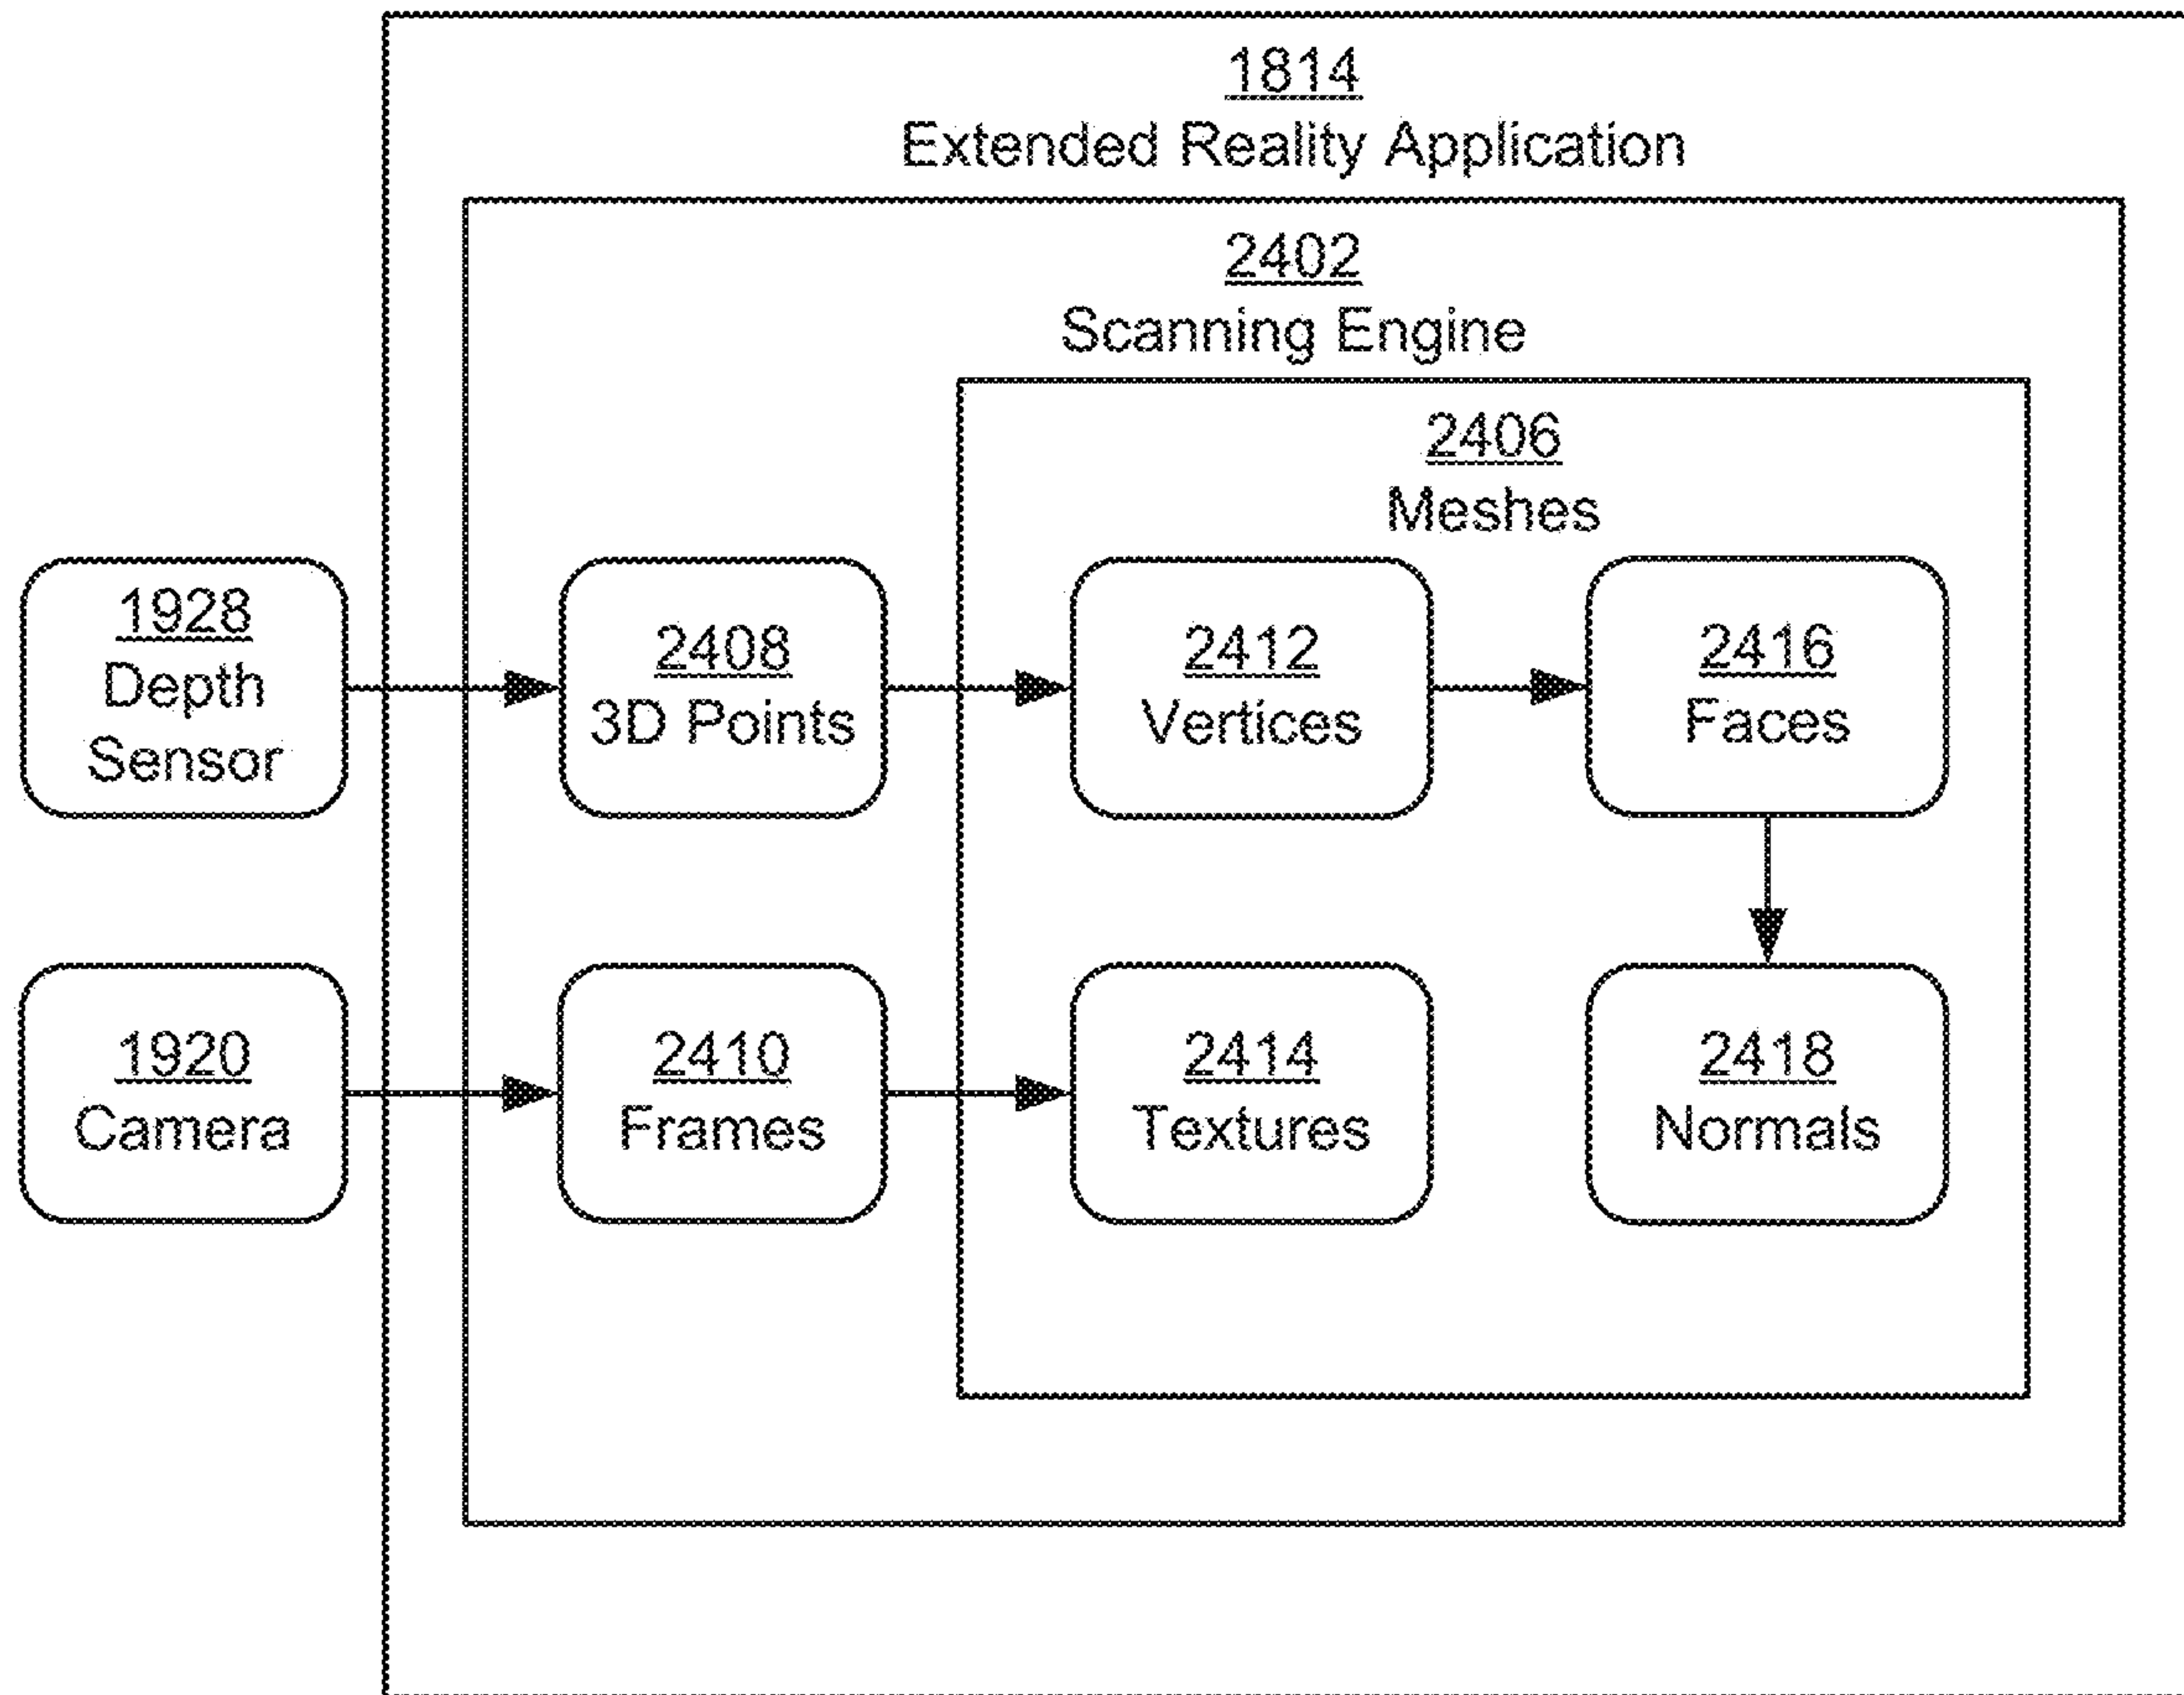 1814
Extended Reality Application
2402
Scanning Engine
2406
Meshes
1928
Depth
Sensor
2408
3D Points
2412
Vertices
2416
Faces
1920
Camera
2410
Frames
2414
Textures
2418
Normals